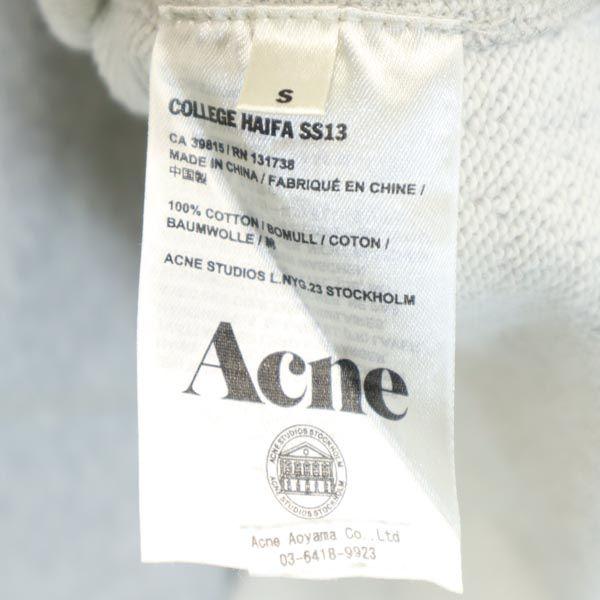 S
COLLEGE HAIFA SS13
CA 39815 / RN 131738
MADE IN CHINA / FABRIQUÉ EN CHINE /
中国製
100% COTTON / BOMULL / COTON /
BAUMWOLLE / 綿
ACNE STUDIOS L.NYG.23 STOCKHOLM
Acne
ACNE STUDIOS STOCKHOLM
ACNE STUDIOS STOCKHOLM
Acne Aoyama Co.,Ltd
03-6418-9923